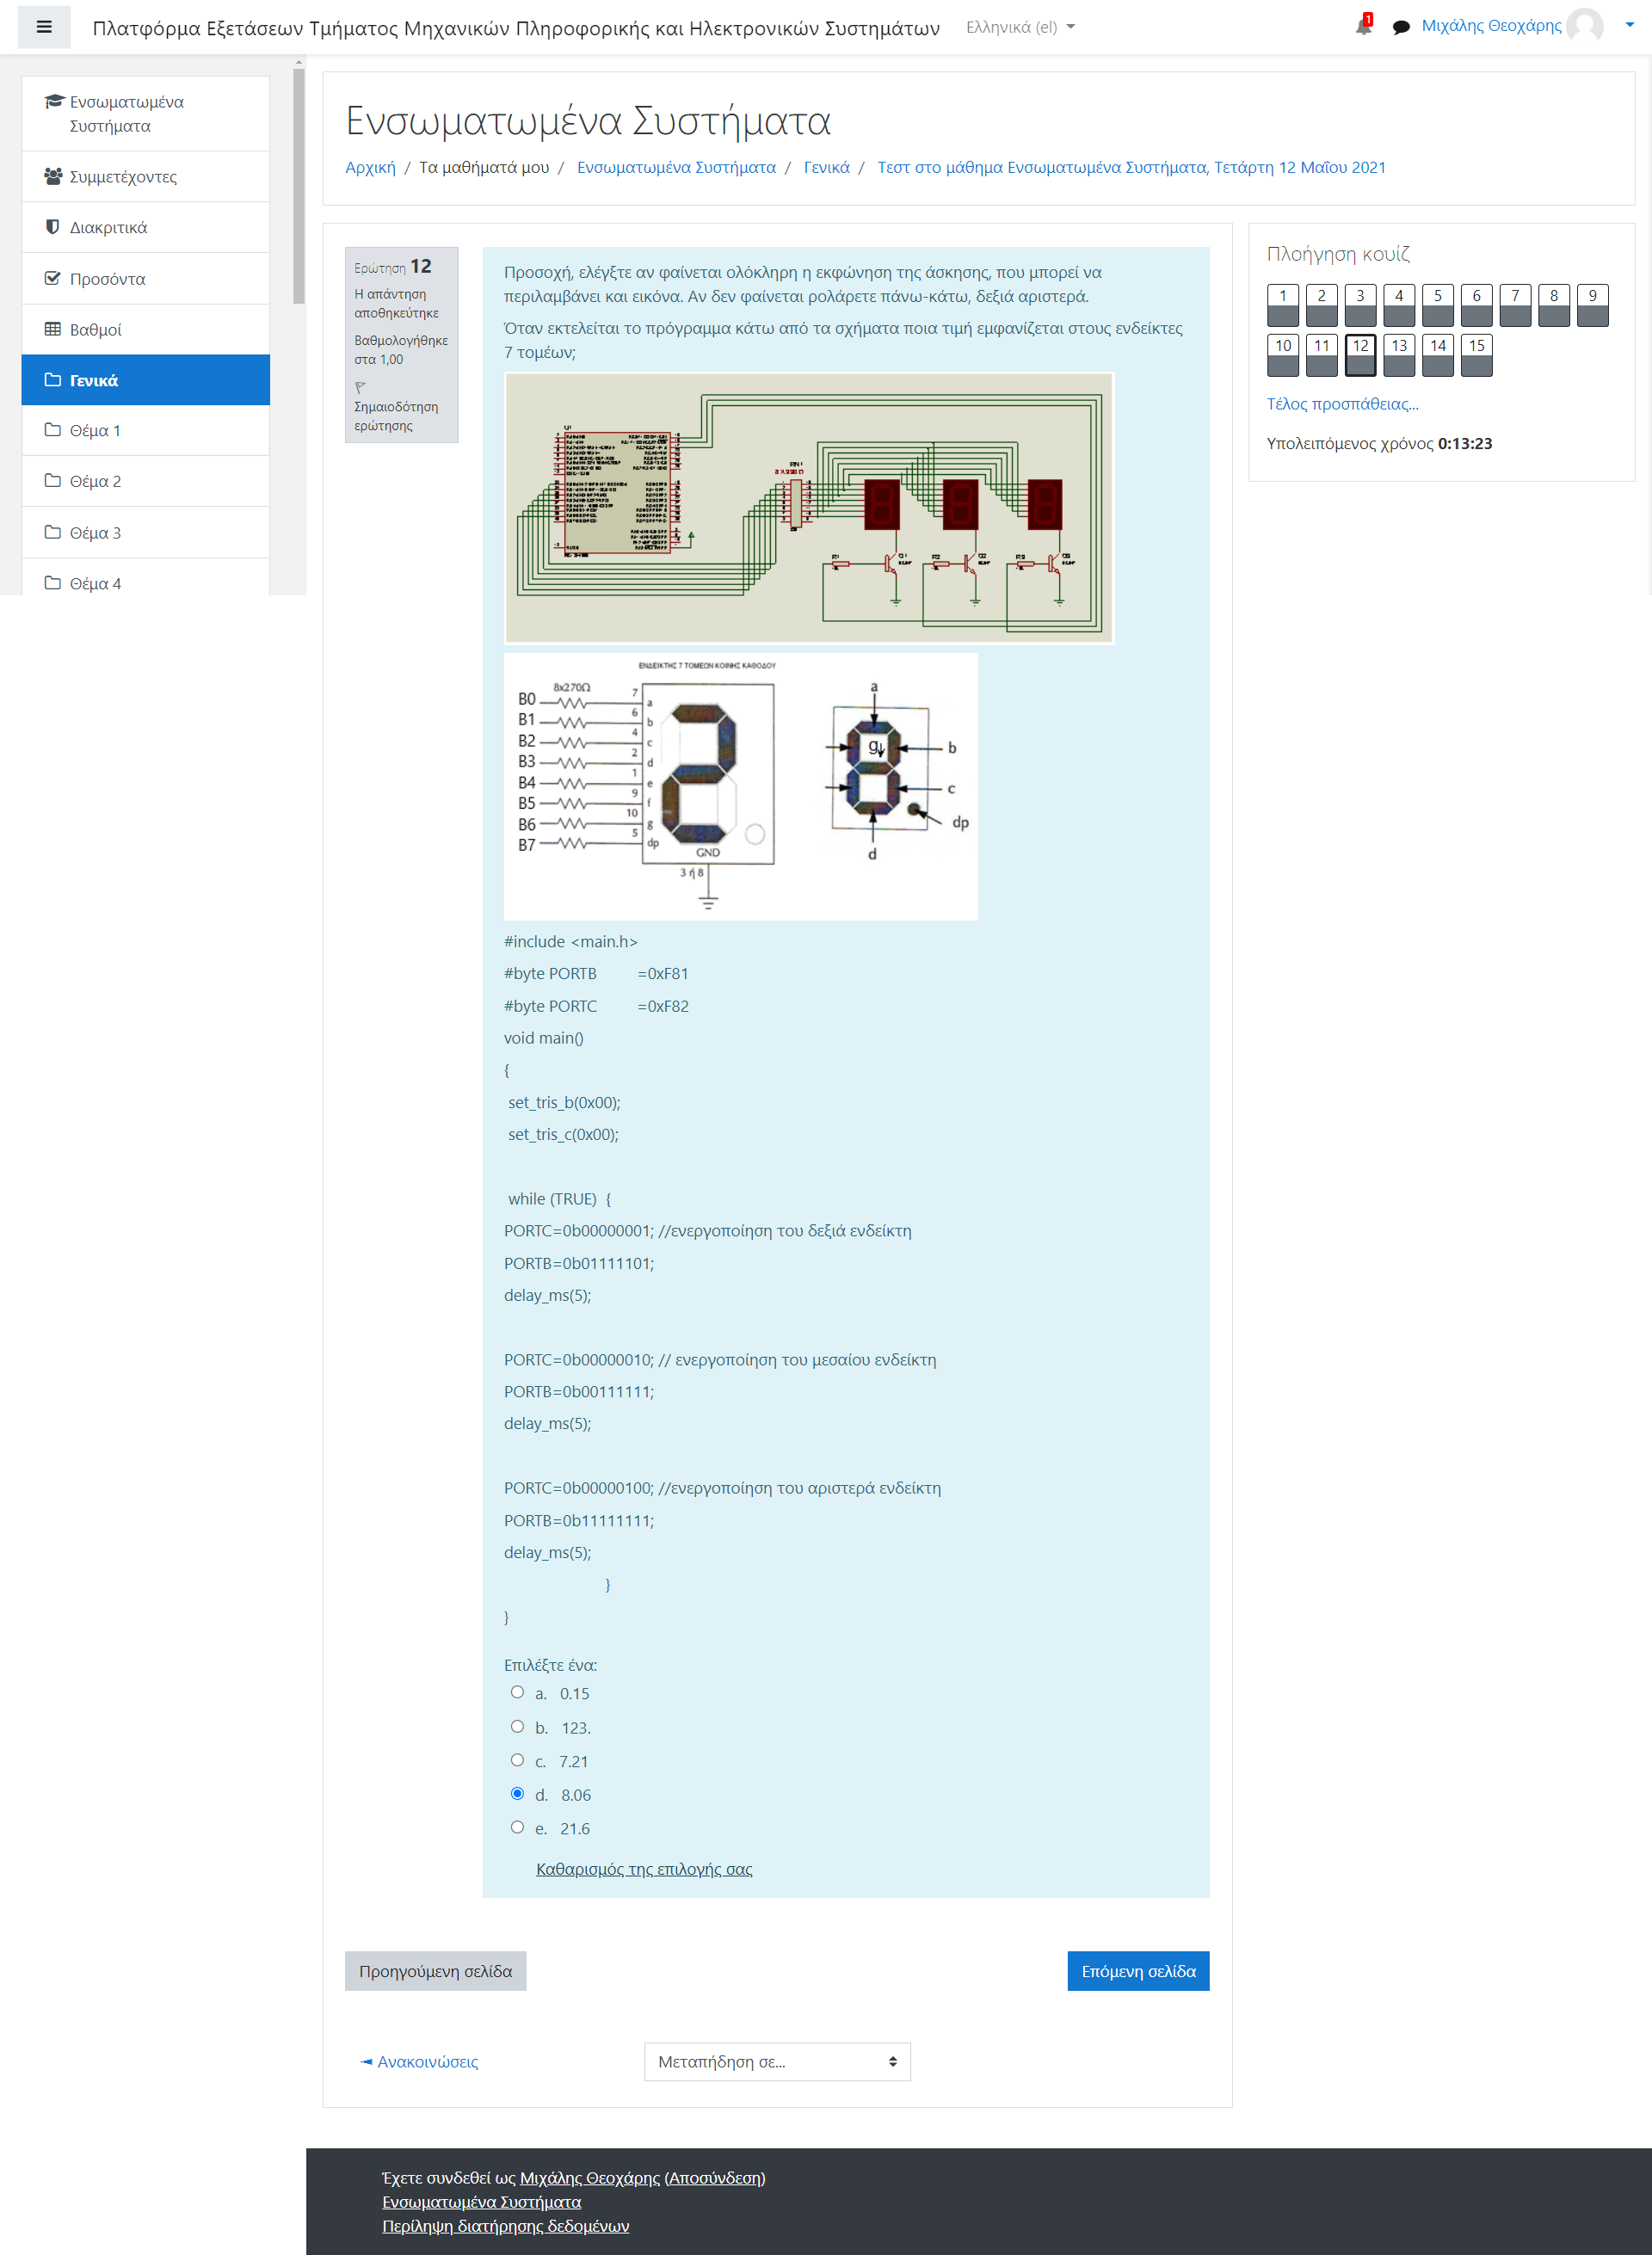 Πλατφόρμα Εξετάσεων Τμήματος Μηχανικών Πληροφορικής και Ηλεκτρονικών Συστημάτων
Ελληνικά (el)
1
Μιχάλης Θεοχάρης
Ενσωματωμένα
Συστήματα
Συμμετέχοντες
Διακριτικά
Προσόντα
Βαθμοί
Γενικά
Θέμα 1
Θέμα 2
Θέμα 3
Θέμα 4
Ενσωματωμένα Συστήματα
Αρχική / Τα μαθήματά μου / Ενσωματωμένα Συστήματα / Γενικά / Τεστ στο μάθημα Ενσωματωμένα Συστήματα, Τετάρτη 12 Μαΐου 2021
Ερώτηση 12
Η απάντηση
αποθηκεύτηκε
Βαθμολογήθηκε
στα 1,00
Σημαιοδότηση
ερώτησης
Προσοχή, ελέγξτε αν φαίνεται ολόκληρη η εκφώνηση της άσκησης, που μπορεί να
περιλαμβάνει και εικόνα. Αν δεν φαίνεται ρολάρετε πάνω-κάτω, δεξιά αριστερά.
Όταν εκτελείται το πρόγραμμα κάτω από τα σχήματα ποια τιμή εμφανίζεται στους ενδείκτες
7 τομέων;
U1
R1
R2
R3
ΕΝΔΕΙΚΤΗΣ 7 ΤΟΜΕΩΝ ΚΟΙΝΗΣ ΚΑΘΟΔΟΥ
8x270Ω
B0 7 a
B1 6 b
B2 4 c
B3 2 d
B4 1 e
B5 9 f
B6 10 g
B7 5 dp
GND
3 ή 8
a
g
b
c
dp
d
#include <main.h>
#byte PORTB =0xF81
#byte PORTC =0xF82
void main()
{
set_tris_b(0x00);
set_tris_c(0x00);
while (TRUE) {
PORTC=0b00000001; //ενεργοποίηση του δεξιά ενδείκτη
PORTB=0b01111101;
delay_ms(5);
PORTC=0b00000010; // ενεργοποίηση του μεσαίου ενδείκτη
PORTB=0b00111111;
delay_ms(5);
PORTC=0b00000100; //ενεργοποίηση του αριστερά ενδείκτη
PORTB=0b11111111;
delay_ms(5);
}
}
Επιλέξτε ένα:
a. 0.15
b. 123.
c. 7.21
d. 8.06
e. 21.6
Καθαρισμός της επιλογής σας
Προηγούμενη σελίδα
Επόμενη σελίδα
◄ Ανακοινώσεις
Μεταπήδηση σε...
Πλοήγηση κουίζ
1 2 3 4 5 6 7 8 9
10 11 12 13 14 15
Τέλος προσπάθειας...
Υπολειπόμενος χρόνος 0:13:23
Έχετε συνδεθεί ως Μιχάλης Θεοχάρης (Αποσύνδεση)
Ενσωματωμένα Συστήματα
Περίληψη διατήρησης δεδομένων